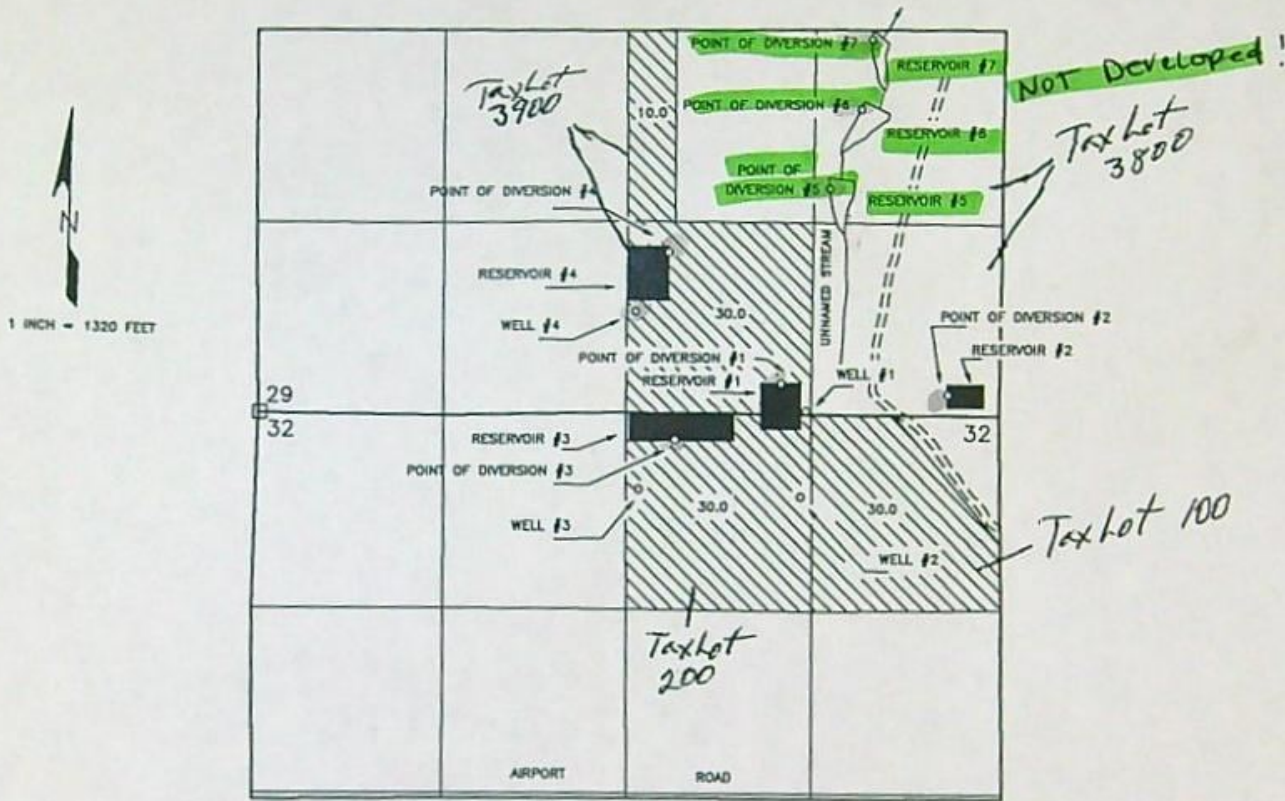 POINT OF DIVERSION #7
RESERVOIR #7
NOT Developed !
Tax Lot
3900
10.0
POINT OF DIVERSION #6
RESERVOIR #6
Tax Lot
3800
POINT OF
DIVERSION #5
RESERVOIR #5
POINT OF DIVERSION #4
N
UNNAMED STREAM
RESERVOIR #4
1 INCH = 1320 FEET
WELL #4
30.0
POINT OF DIVERSION #2
RESERVOIR #2
POINT OF DIVERSION #1
RESERVOIR #1
WELL #1
29
32
32
RESERVOIR #3
POINT OF DIVERSION #3
WELL #3
30.0
30.0
Tax Lot 100
WELL #2
Tax Lot
200
AIRPORT ROAD